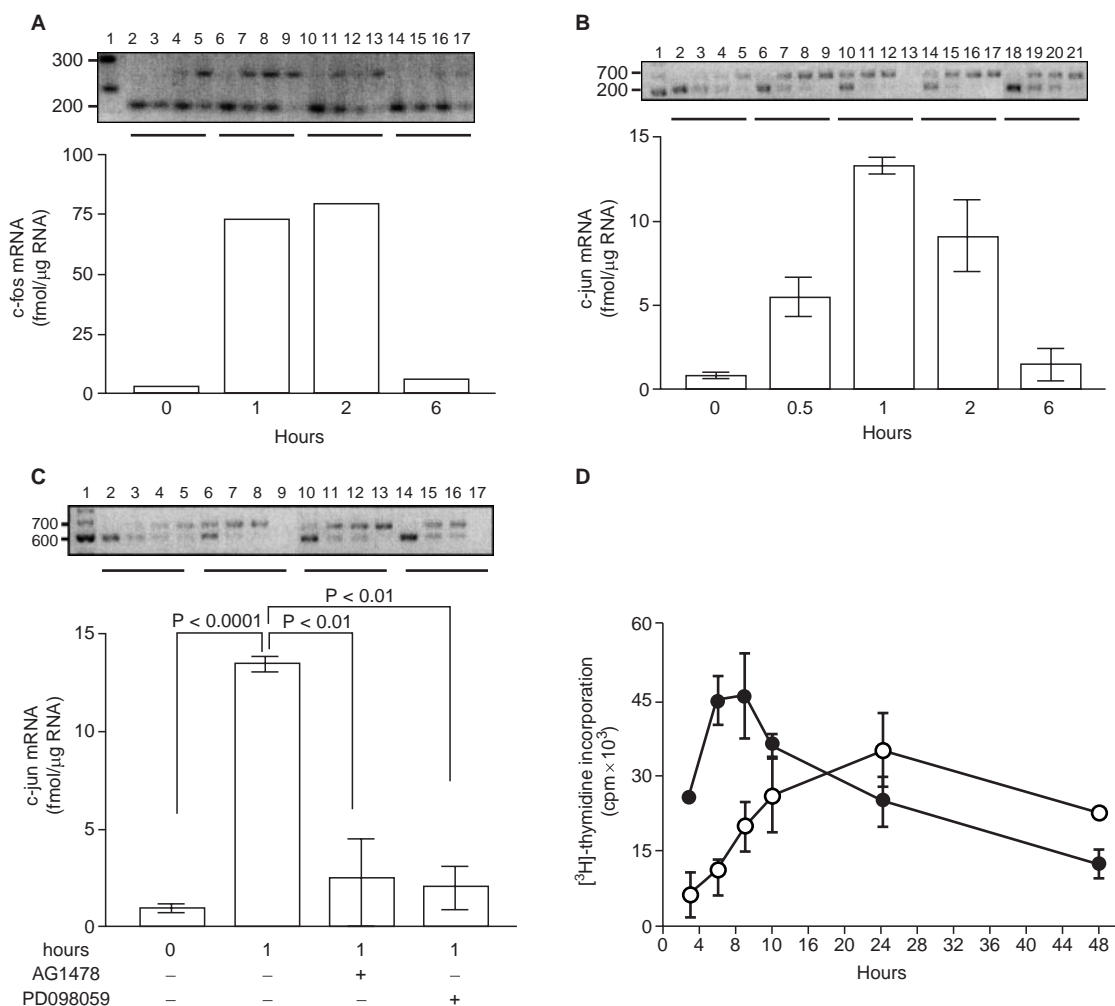 A
1 2 3 4 5 6 7 8 9 10 11 12 13 14 15 16 17
300
200
100
75
50
25
0
c-fos mRNA
(fmol/μg RNA)
0 1 2 6
Hours
B
1 2 3 4 5 6 7 8 9 10 11 12 13 14 15 16 17 18 19 20 21
700
200
15
10
5
0
c-jun mRNA
(fmol/μg RNA)
0 0.5 1 2 6
Hours
C
1 2 3 4 5 6 7 8 9 10 11 12 13 14 15 16 17
700
600
P < 0.01
P < 0.0001 P < 0.01
15
10
5
0
c-jun mRNA
(fmol/μg RNA)
hours 0 1 1 1
AG1478 – – + –
PD098059 – – – +
D
60
45
30
15
0
[³H]-thymidine incorporation
(cpm × 10³)
0 4 8 12 16 20 24 28 32 36 40 44 48
Hours